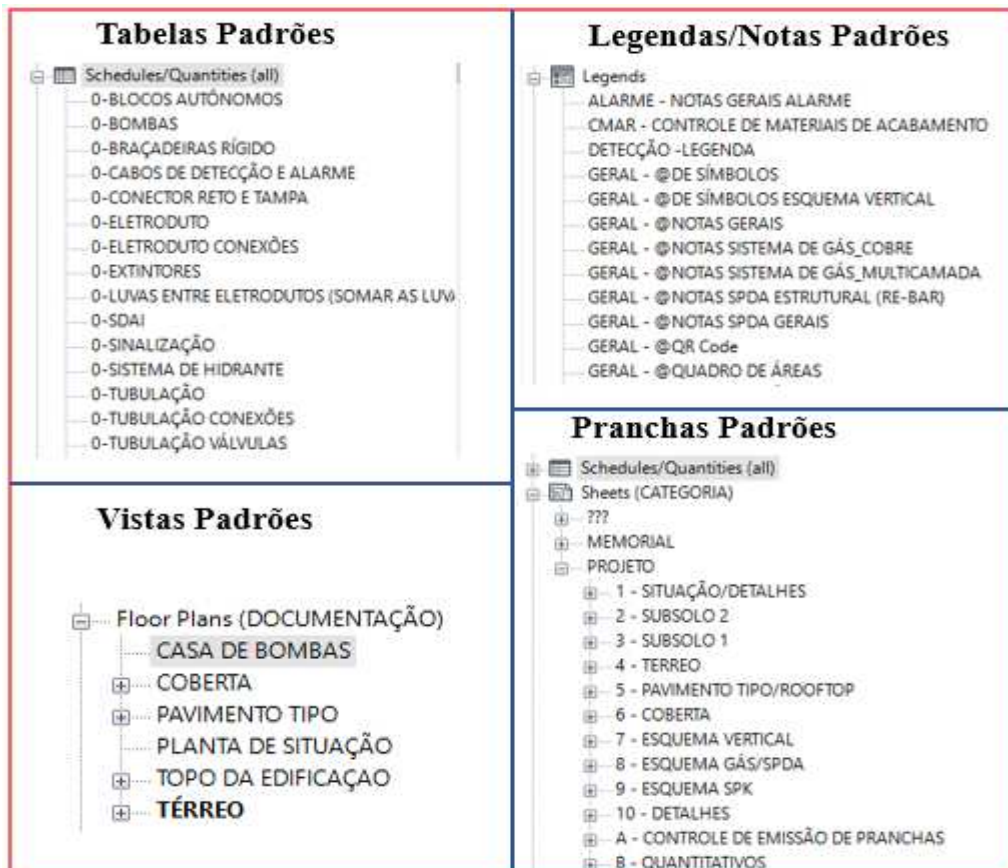 Tabelas Padrões
Schedules/Quantities (all)
0-BLOCOS AUTÔNOMOS
0-BOMBAS
0-BRAÇADEIRAS RÍGIDO
0-CABOS DE DETECÇÃO E ALARME
0-CONECTOR RETO E TAMPA
0-ELETRODUTO
0-ELETRODUTO CONEXÕES
0-EXTINTORES
0-LUVAS ENTRE ELETRODUTOS (SOMAR AS LUV
0-SDAI
0-SINALIZAÇÃO
0-SISTEMA DE HIDRANTE
0-TUBULAÇÃO
0-TUBULAÇÃO CONEXÕES
0-TUBULAÇÃO VÁLVULAS
Vistas Padrões
Floor Plans (DOCUMENTAÇÃO)
CASA DE BOMBAS
COBERTA
PAVIMENTO TIPO
PLANTA DE SITUAÇÃO
TOPO DA EDIFICAÇAO
TÉRREO
Legendas/Notas Padrões
Legends
ALARME - NOTAS GERAIS ALARME
CMAR - CONTROLE DE MATERIAIS DE ACABAMENTO
DETECÇÃO -LEGENDA
GERAL - @DE SÍMBOLOS
GERAL - @DE SÍMBOLOS ESQUEMA VERTICAL
GERAL - @NOTAS GERAIS
GERAL - @NOTAS SISTEMA DE GÁS_COBRE
GERAL - @NOTAS SISTEMA DE GÁS_MULTICAMADA
GERAL - @NOTAS SPDA ESTRUTURAL (RE-BAR)
GERAL - @NOTAS SPDA GERAIS
GERAL - @QR Code
GERAL - @QUADRO DE ÁREAS
Pranchas Padrões
Schedules/Quantities (all)
Sheets (CATEGORIA)
???
MEMORIAL
PROJETO
1 - SITUAÇÃO/DETALHES
2 - SUBSOLO 2
3 - SUBSOLO 1
4 - TERREO
5 - PAVIMENTO TIPO/ROOFTOP
6 - COBERTA
7 - ESQUEMA VERTICAL
8 - ESQUEMA GÁS/SPDA
9 - ESQUEMA SPK
10 - DETALHES
A - CONTROLE DE EMISSÃO DE PRANCHAS
B - QUANTITATIVOS